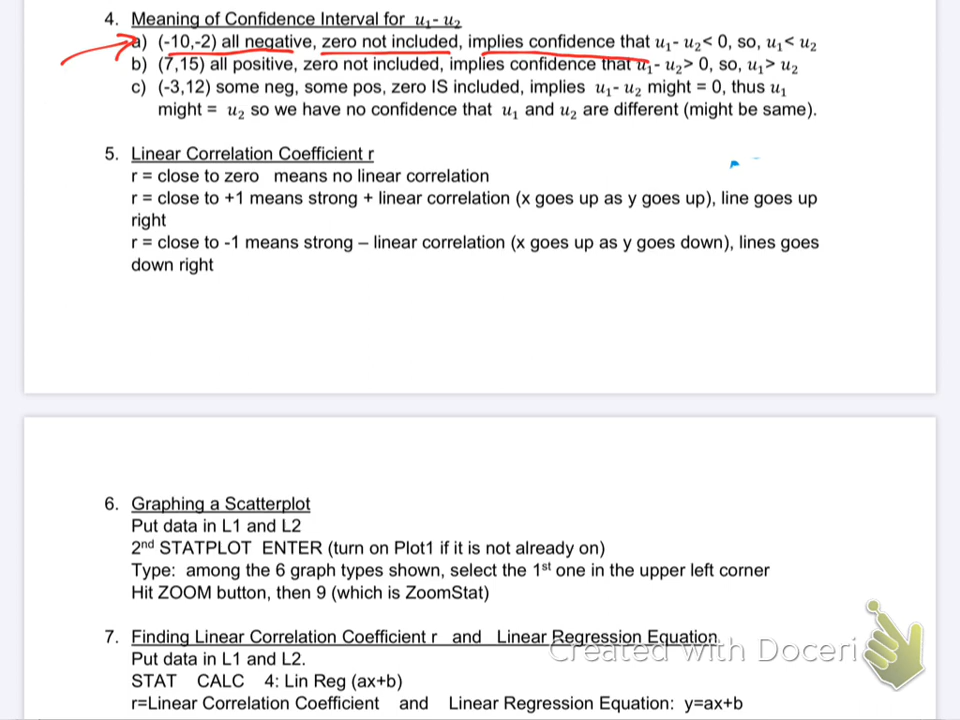 4. Meaning of Confidence Interval for u₁- u₂
a) (-10,-2) all negative, zero not included, implies confidence that u₁- u₂< 0, so, u₁< u₂
b) (7,15) all positive, zero not included, implies confidence that u₁- u₂> 0, so, u₁> u₂
c) (-3,12) some neg, some pos, zero IS included, implies u₁- u₂ might = 0, thus u₁
might = u₂ so we have no confidence that u₁ and u₂ are different (might be same).
5. Linear Correlation Coefficient r
r = close to zero means no linear correlation
r = close to +1 means strong + linear correlation (x goes up as y goes up), line goes up
right
r = close to -1 means strong – linear correlation (x goes up as y goes down), lines goes
down right
6. Graphing a Scatterplot
Put data in L1 and L2
2nd STATPLOT ENTER (turn on Plot1 if it is not already on)
Type: among the 6 graph types shown, select the 1st one in the upper left corner
Hit ZOOM button, then 9 (which is ZoomStat)
7. Finding Linear Correlation Coefficient r and Linear Regression Equation.
Created with Doceri
Put data in L1 and L2.
STAT CALC 4: Lin Reg (ax+b)
r=Linear Correlation Coefficient and Linear Regression Equation: y=ax+b